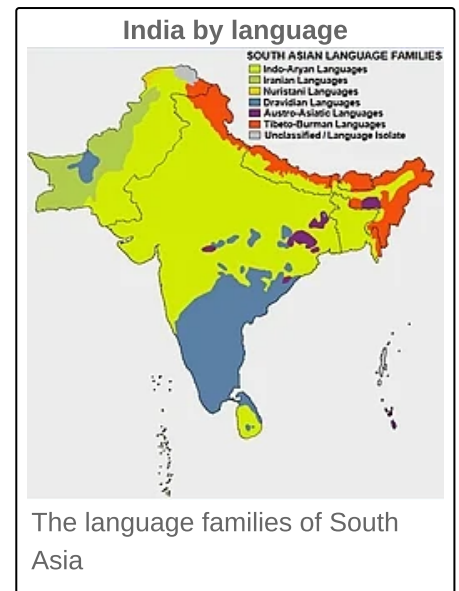 India by language
SOUTH ASIAN LANGUAGE FAMILIES
Indo-Aryan Languages
Iranian Languages
Nuristani Languages
Dravidian Languages
Austro-Asiatic Languages
Tibeto-Burman Languages
Unclassified / Language Isolate
The language families of South
Asia